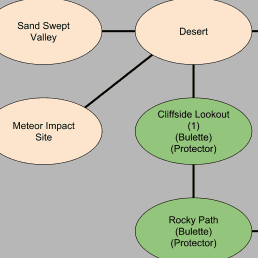 Sand Swept
Valley
Desert
Meteor Impact
Site
Cliffside Lookout
(1)
(Bulette)
(Protector)
Rocky Path
(Bulette)
(Protector)